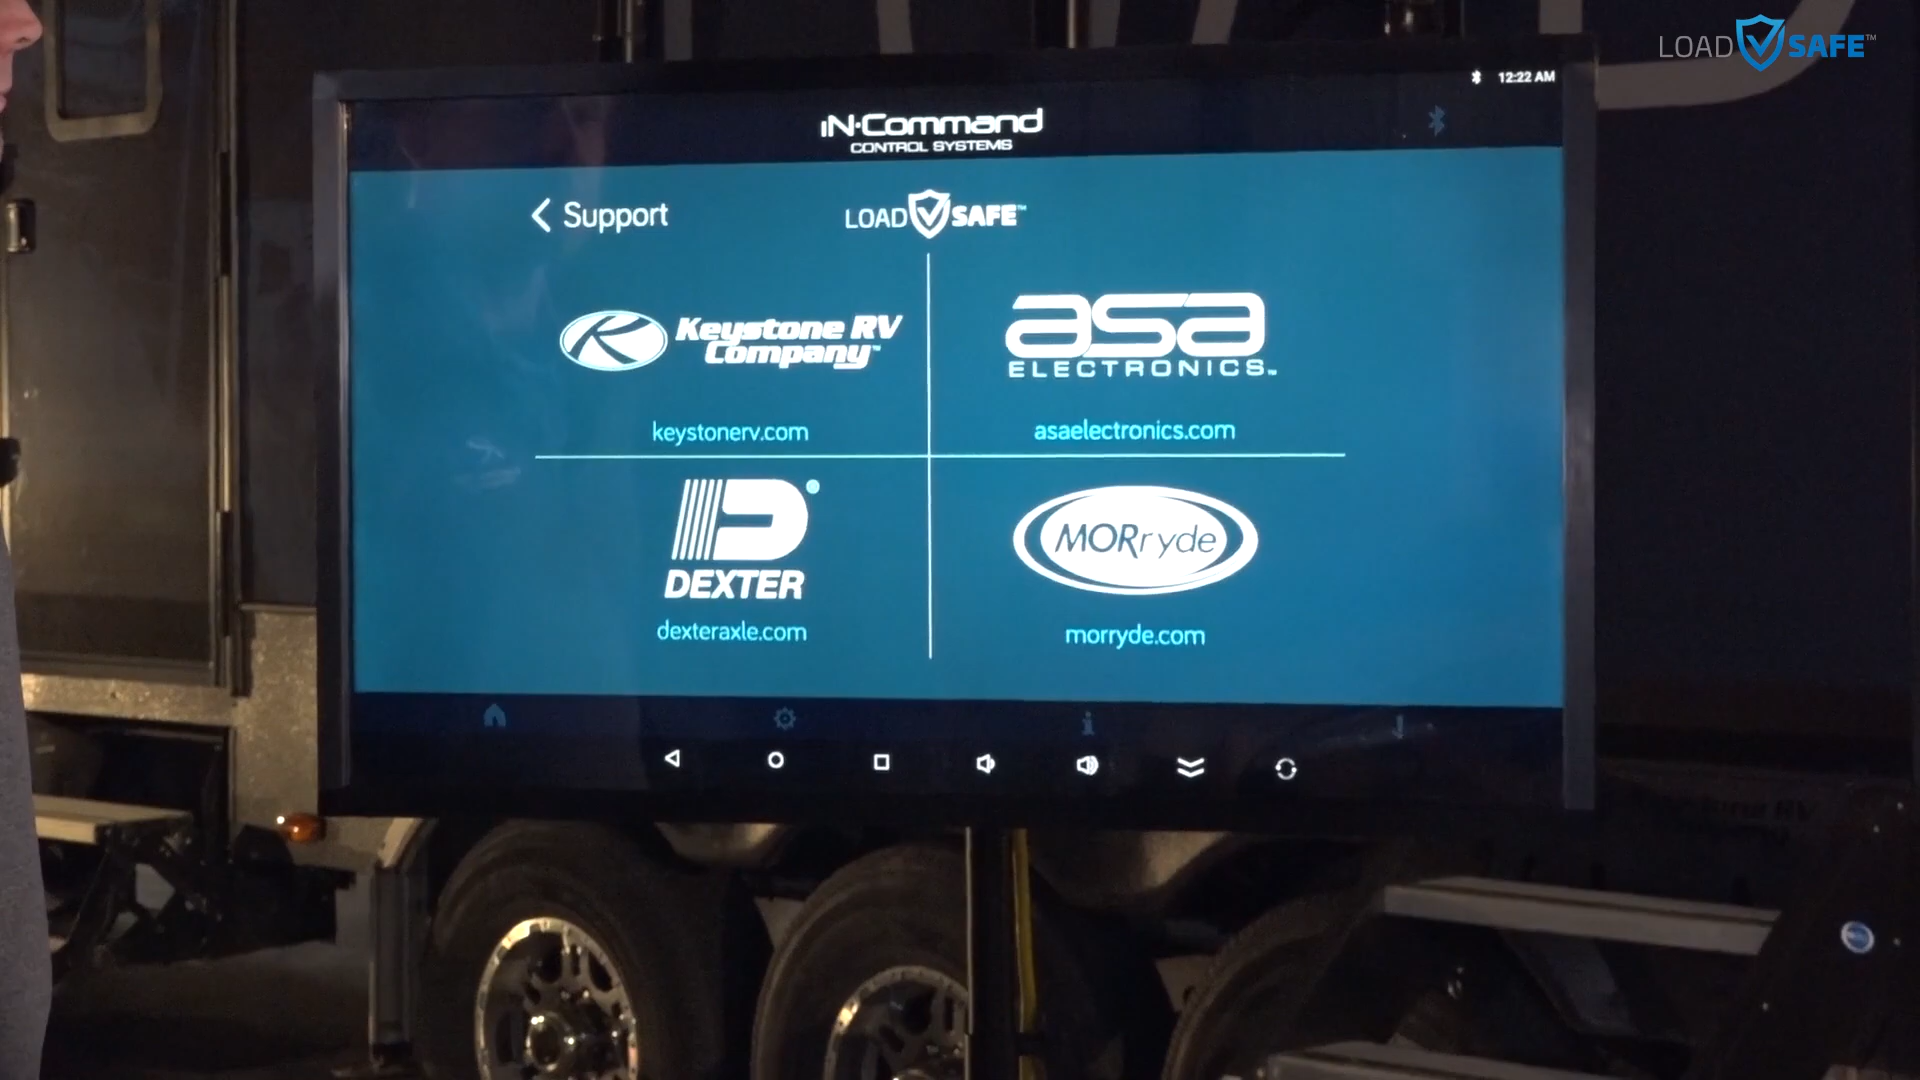 LOAD SAFE™
12:22 AM
iN·Command
CONTROL SYSTEMS
Support
LOAD SAFE™
Keystone RV
Company™
keystonerv.com
asa
ELECTRONICS™
asaelectronics.com
DEXTER
dexteraxle.com
MORryde
morryde.com